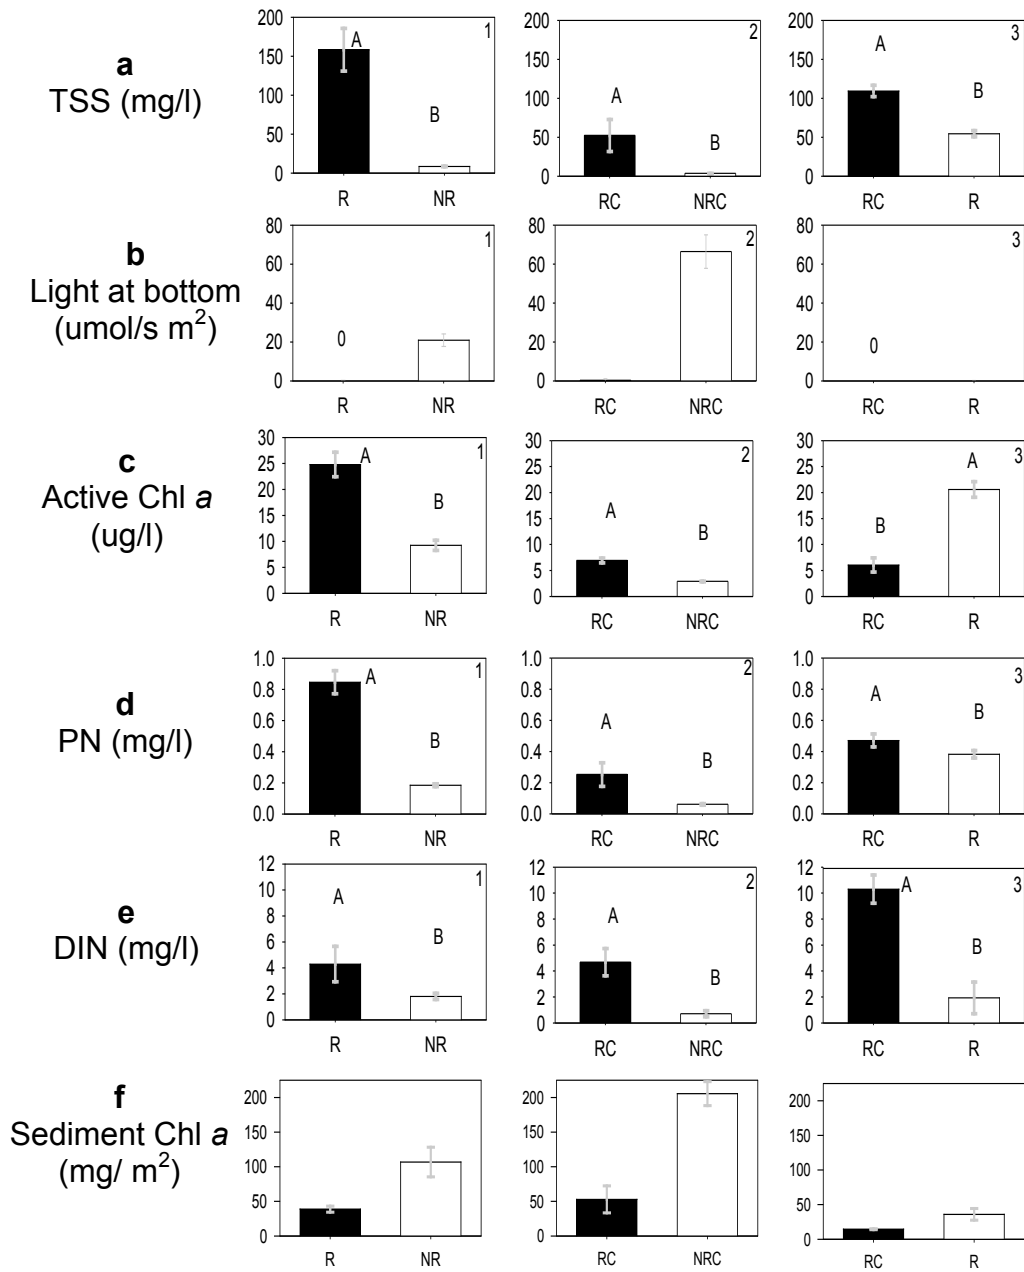 a
TSS (mg/l)
200
150
100
50
0
A
B
1
R
NR
200
150
100
50
0
A
B
2
RC
NRC
200
150
100
50
0
A
B
3
RC
R
b
Light at bottom
(umol/s m²)
80
60
40
20
0
0
1
R
NR
80
60
40
20
0
2
RC
NRC
80
60
40
20
0
0
3
RC
R
c
Active Chl a
(ug/l)
30
25
20
15
10
5
0
A
B
1
R
NR
30
25
20
15
10
5
0
A
B
2
RC
NRC
30
25
20
15
10
5
0
B
A
3
RC
R
d
PN (mg/l)
1.0
0.8
0.6
0.4
0.2
0.0
A
B
1
R
NR
1.0
0.8
0.6
0.4
0.2
0.0
A
B
2
RC
NRC
1.0
0.8
0.6
0.4
0.2
0.0
A
B
3
RC
R
e
DIN (mg/l)
12
10
8
6
4
2
0
A
B
1
R
NR
12
10
8
6
4
2
0
A
B
2
RC
NRC
12
10
8
6
4
2
0
A
B
3
RC
R
f
Sediment Chl a
(mg/ m²)
200
150
100
50
0
R
NR
200
150
100
50
0
RC
NRC
200
150
100
50
0
RC
R